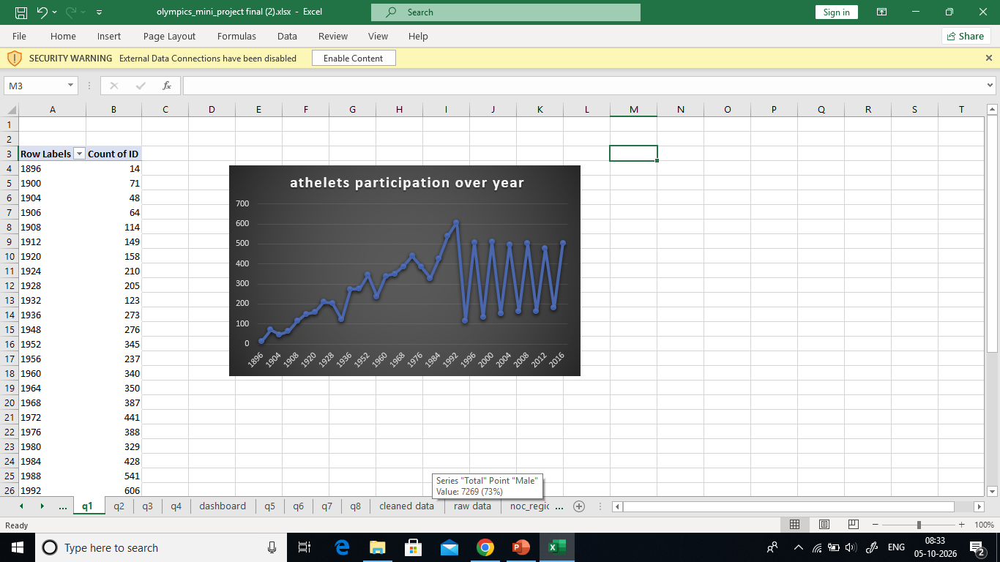 olympics_mini_project final (2).xlsx - Excel
Search
Sign in
File Home Insert Page Layout Formulas Data Review View Help
Share
SECURITY WARNING External Data Connections have been disabled
Enable Content
M3
fx
A B C D E F G H I J K L M N O P Q R S T
1
2
3 Row Labels Count of ID
4 1896 14
5 1900 71
6 1904 48
7 1906 64
8 1908 114
9 1912 149
10 1920 158
11 1924 210
12 1928 205
13 1932 123
14 1936 273
15 1948 276
16 1952 345
17 1956 237
18 1960 340
19 1964 350
20 1968 387
21 1972 441
22 1976 388
23 1980 329
24 1984 428
25 1988 541
26 1992 606
athelets participation over year
700
600
500
400
300
200
100
0
1896 1904 1908 1920 1928 1936 1952 1960 1968 1976 1984 1992 1996 2000 2004 2008 2012 2016
Series "Total" Point "Male"
Value: 7269 (73%)
... q1 q2 q3 q4 dashboard q5 q6 q7 q8 cleaned data raw data noc_regic ...
Ready
100%
Type here to search
ENG
08:33
05-10-2026
2